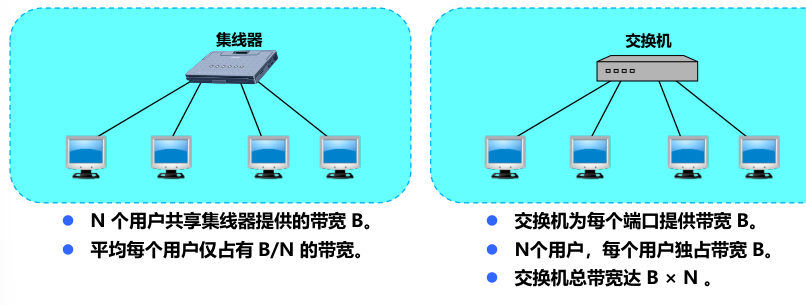 集线器
N 个用户共享集线器提供的带宽 B。
平均每个用户仅占有 B/N 的带宽。
交换机
交换机为每个端口提供带宽 B。
N个用户，每个用户独占带宽 B。
交换机总带宽达 B × N 。